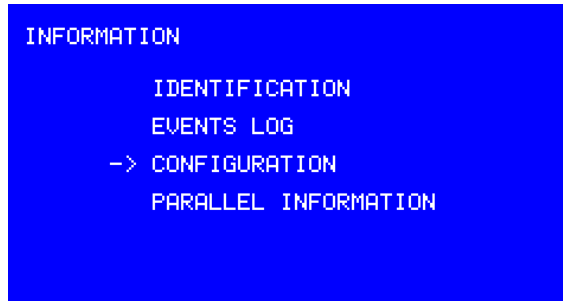 INFORMATION
IDENTIFICATION
EVENTS LOG
-> CONFIGURATION
PARALLEL INFORMATION